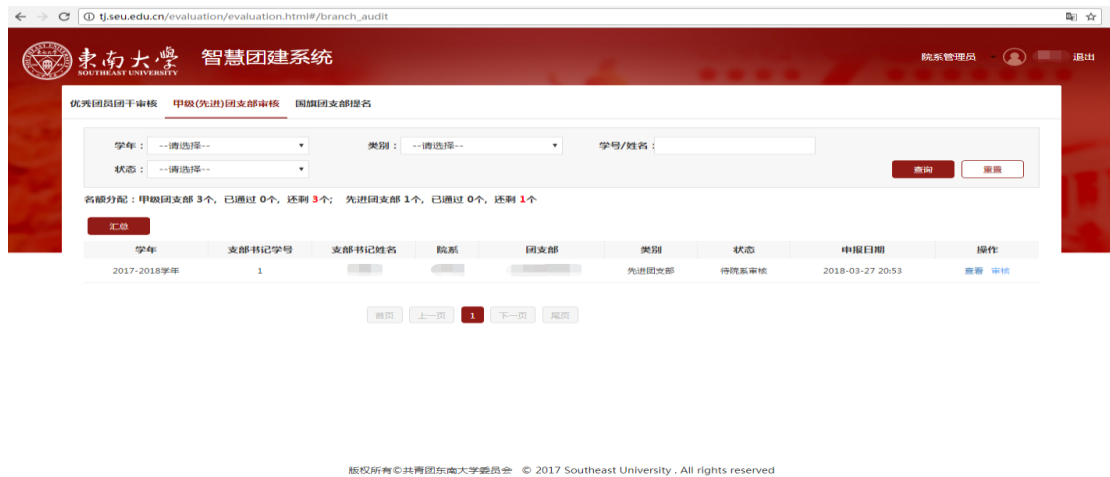 tj.seu.edu.cn/evaluation/evaluation.html#/branch_audit
東南大學 智慧团建系统
SOUTHEAST UNIVERSITY
院系管理员 退出
优秀团员团干审核 甲级(先进)团支部审核 国旗团支部提名
学年： --请选择-- 类别： --请选择-- 学号/姓名：
状态： --请选择-- 查询 重置
名额分配：甲级团支部 3个，已通过 0个，还剩 3个； 先进团支部 1个，已通过 0个，还剩 1个
汇总
学年 支部书记学号 支部书记姓名 院系 团支部 类别 状态 申报日期 操作
2017-2018学年 1 先进团支部 待院系审核 2018-03-27 20:53 查看 审核
首页 上一页 1 下一页 尾页
版权所有©共青团东南大学委员会 © 2017 Southeast University . All rights reserved